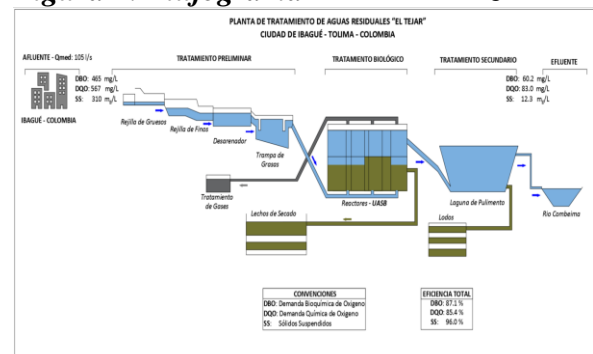 PLANTA DE TRATAMIENTO DE AGUAS RESIDUALES "EL TEJAR"
CIUDAD DE IBAGUÉ - TOLIMA - COLOMBIA
AFLUENTE - Qmed: 105 l/s
TRATAMIENTO PRELIMINAR
TRATAMIENTO BIOLÓGICO
TRATAMIENTO SECUNDARIO
EFLUENTE
DBO: 465 mg/L
DQO: 567 mg/L
SS: 310 mg/L
IBAGUÉ - COLOMBIA
DBO: 60.2 mg/L
DQO: 83.0 mg/L
SS: 12.3 mg/L
Rejilla de Gruesos
Rejilla de Finos
Desarenador
Trampa de
Grasas
Tratamiento
de Gases
Lechos de Secado
Reactores - UASB
Laguna de Pulimento
Lodos
Río Combeima
CONVENCIONES
DBO: Demanda Bioquímica de Oxígeno
DQO: Demanda Química de Oxígeno
SS: Sólidos Suspendidos
EFICIENCIA TOTAL
DBO: 87.1 %
DQO: 85.4 %
SS: 96.0 %